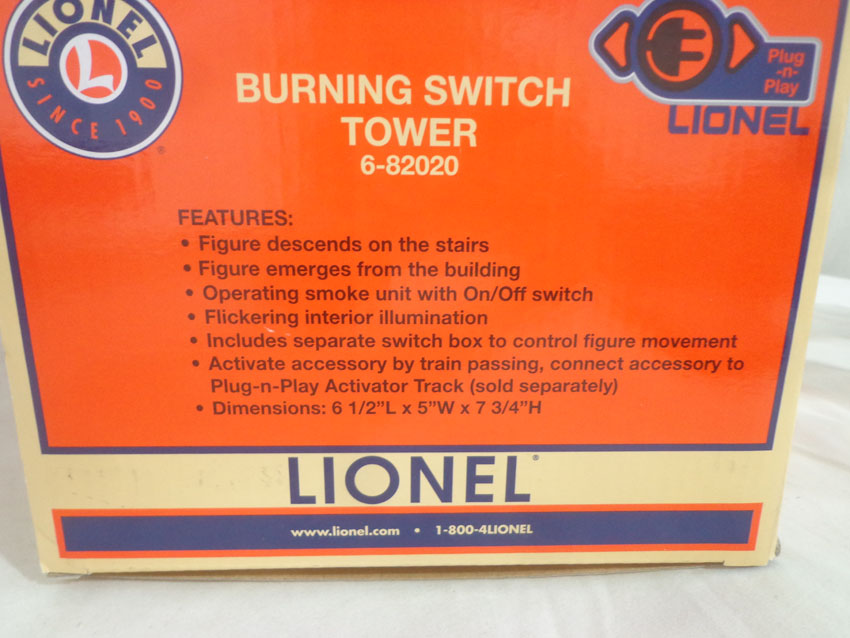 LIONEL
L
SINCE 1900
®
BURNING SWITCH
TOWER
6-82020
Plug
-n-
Play
LIONEL
FEATURES:
• Figure descends on the stairs
• Figure emerges from the building
• Operating smoke unit with On/Off switch
• Flickering interior illumination
• Includes separate switch box to control figure movement
• Activate accessory by train passing, connect accessory to
Plug-n-Play Activator Track (sold separately)
• Dimensions: 6 1/2”L x 5”W x 7 3/4”H
LIONEL®
www.lionel.com • 1-800-4LIONEL